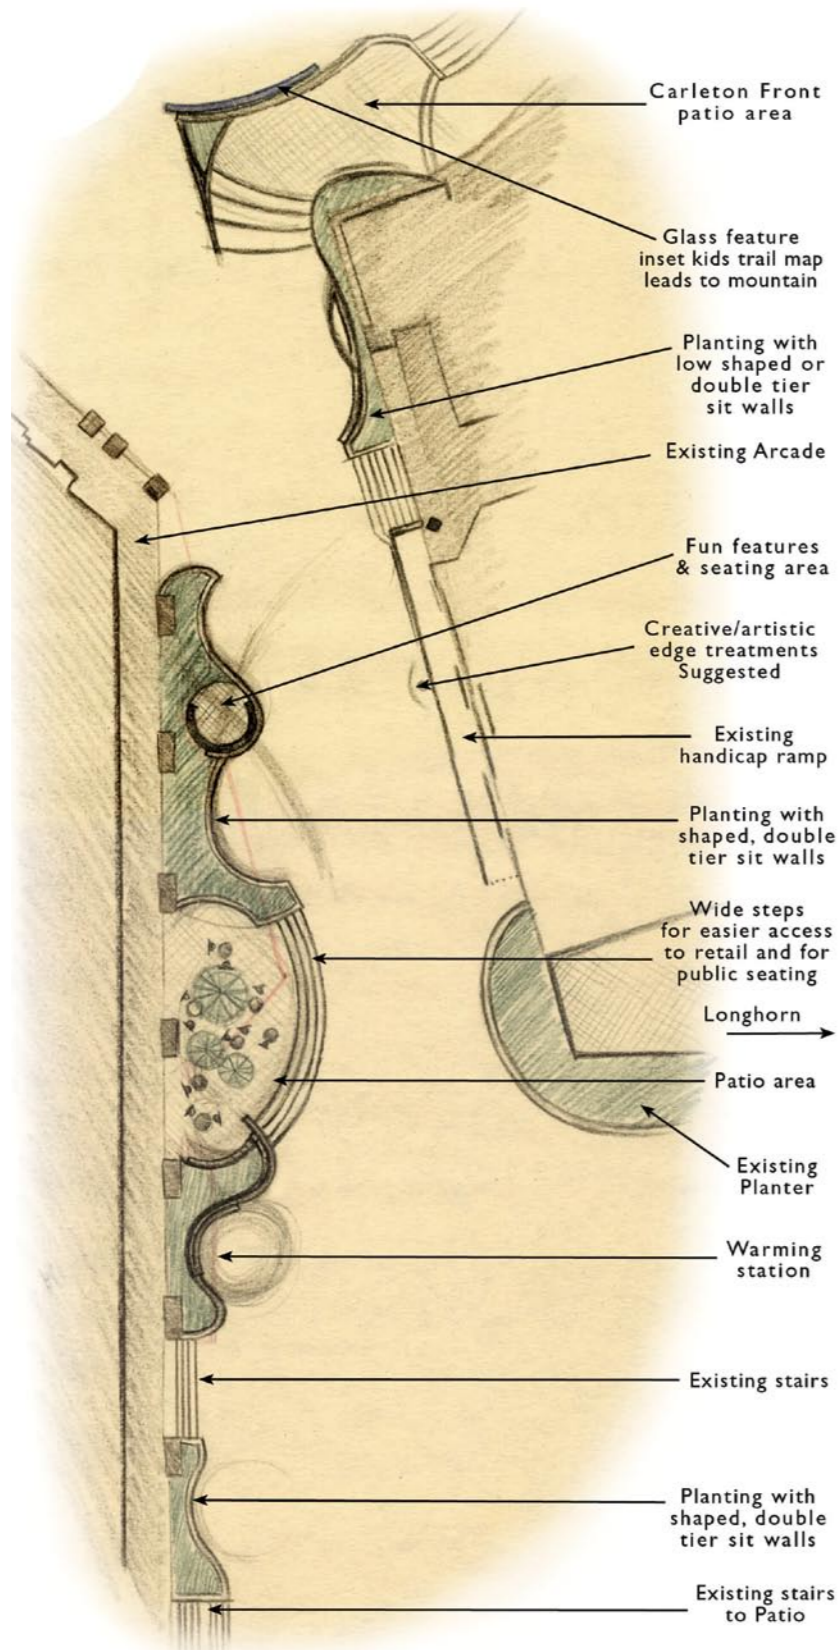 Carleton Front
patio area
Glass feature
inset kids trail map
leads to mountain
Planting with
low shaped or
double tier
sit walls
Existing Arcade
Fun features
& seating area
Creative/artistic
edge treatments
Suggested
Existing
handicap ramp
Planting with
shaped, double
tier sit walls
Wide steps
for easier access
to retail and for
public seating
Longhorn
Patio area
Existing
Planter
Warming
station
Existing stairs
Planting with
shaped, double
tier sit walls
Existing stairs
to Patio